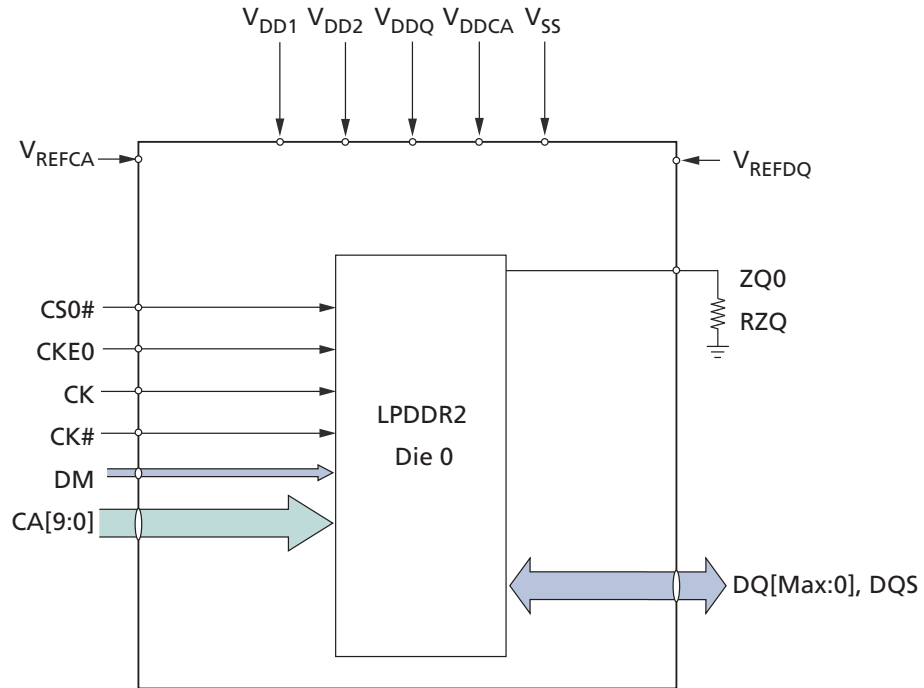 VDD1 VDD2 VDDQ VDDCA VSS
VREFCA
VREFDQ
ZQ0
RZQ
CS0#
CKE0
CK
CK#
DM
CA[9:0]
LPDDR2
Die 0
DQ[Max:0], DQS